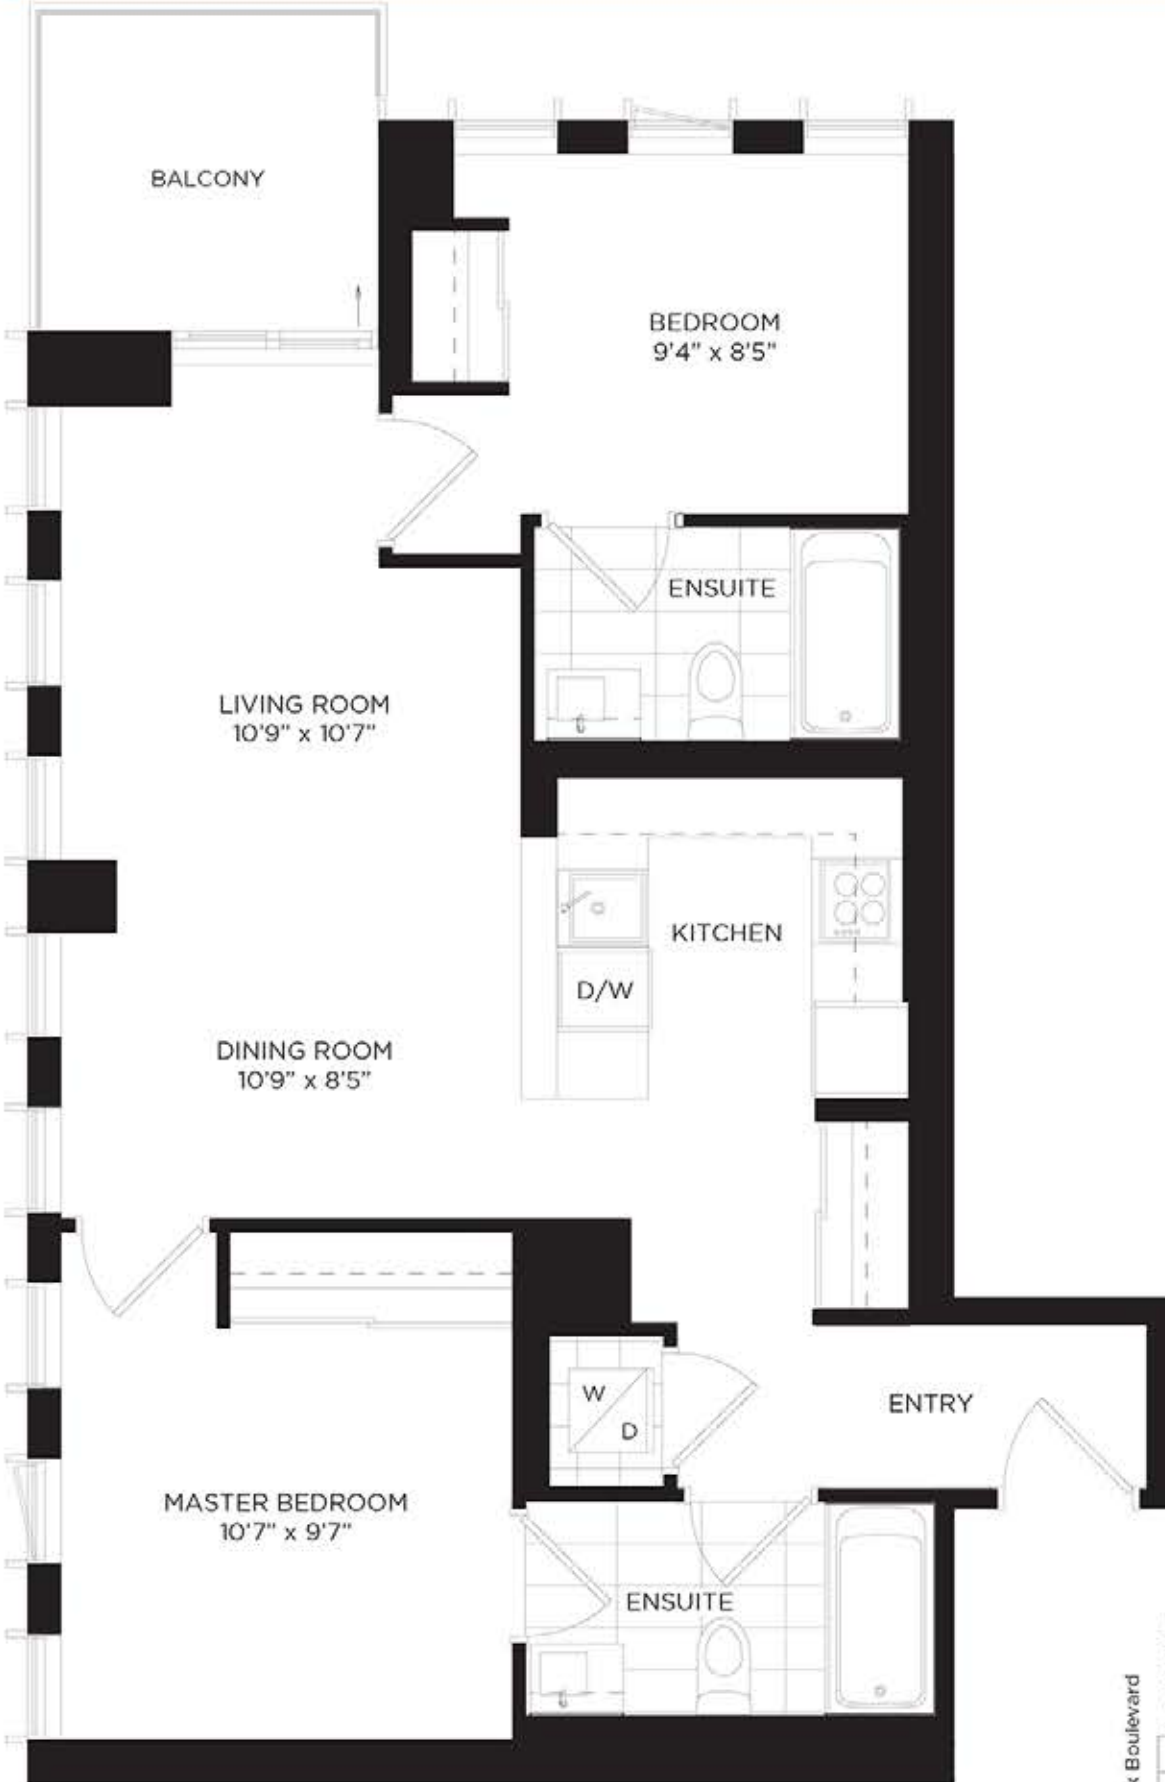 BALCONY
BEDROOM
9'4" x 8'5"
ENSUITE
LIVING ROOM
10'9" x 10'7"
KITCHEN
D/W
DINING ROOM
10'9" x 8'5"
W
D
ENTRY
MASTER BEDROOM
10'7" x 9'7"
ENSUITE
Boulevard